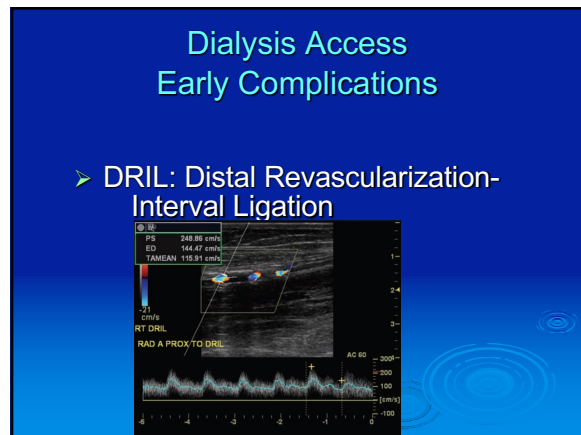 Dialysis Access
Early Complications
➢ DRIL: Distal Revascularization-
Interval Ligation
PS 248.86 cm/s
ED 144.47 cm/s
TAMEAN 115.91 cm/s
-21
cm/s
RT DRIL
RAD A PROX TO DRIL
1-
2-
3-
AC 60
300
200
100
[cm/s]
-100
-5 -4 -3 -2 -1 0